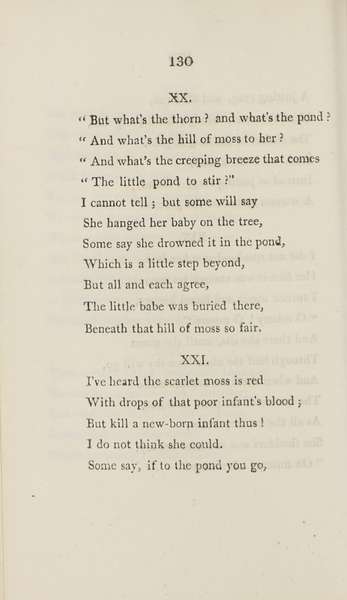 130
XX.
“ But what's the thorn ? and what's the pond ?
“ And what's the hill of moss to her ?
“ And what's the creeping breeze that comes
“ The little pond to stir ?”
I cannot tell ; but some will say
She hanged her baby on the tree,
Some say she drowned it in the pond,
Which is a little step beyond,
But all and each agree,
The little babe was buried there,
Beneath that hill of moss so fair.
XXI.
I've heard the scarlet moss is red
With drops of that poor infant's blood ;
But kill a new-born infant thus !
I do not think she could.
Some say, if to the pond you go,